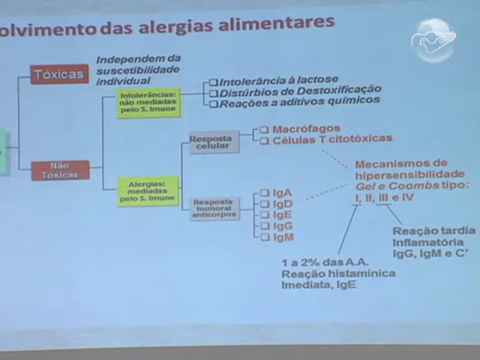 olvimento das alergias alimentares
Tóxicas
Independem da
suscetibilidade
individual
Intolerâncias:
não mediadas
pelo S. Imune
❑Intolerância à lactose
❑Distúrbios de Destoxificação
❑Reações a aditivos químicos
Não
Tóxicas
Alergias:
mediadas
pelo S. Imune
Resposta
celular
❑ Macrófagos
❑ Células T citotóxicas
Resposta
humoral
anticorpos
❑ IgA
❑ IgD
❑ IgE
❑ IgG
❑ IgM
Mecanismos de
hipersensibilidade
Gel e Coombs tipo:
I, II, III e IV
1 a 2% das A.A.
Reação histamínica
Imediata, IgE
Reação tardia
Inflamatória
IgG, IgM e C'